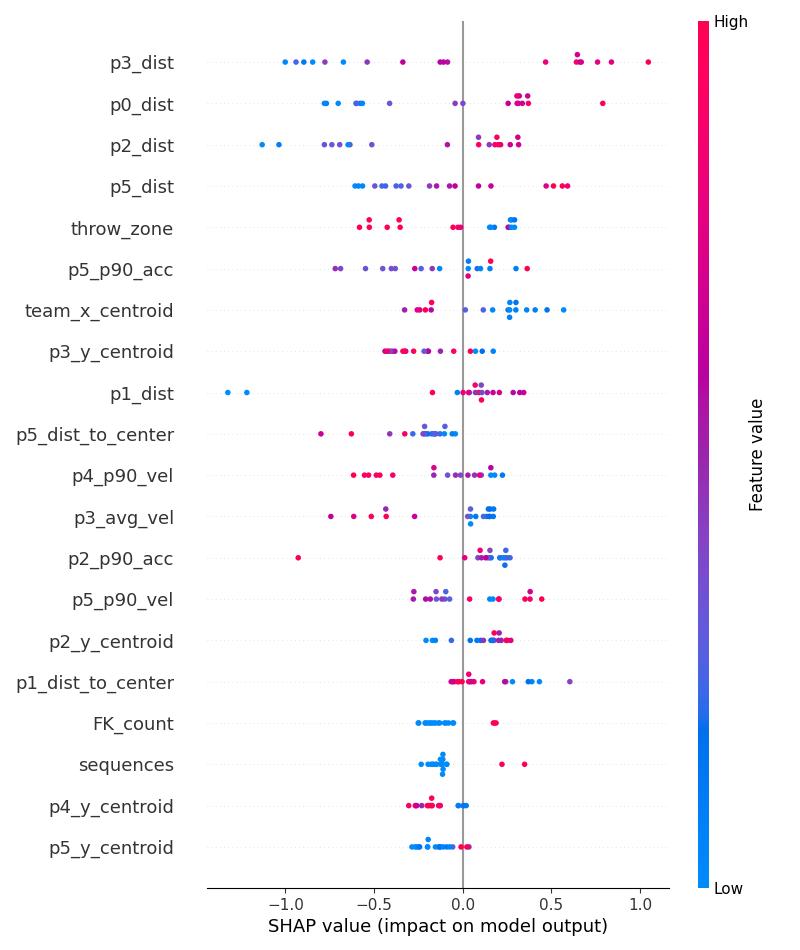 High
p3_dist
p0_dist
p2_dist
p5_dist
throw_zone
p5_p90_acc
team_x_centroid
p3_y_centroid
p1_dist
p5_dist_to_center
p4_p90_vel
p3_avg_vel
p2_p90_acc
p5_p90_vel
p2_y_centroid
p1_dist_to_center
FK_count
sequences
p4_y_centroid
p5_y_centroid
Feature value
Low
−1.0 −0.5 0.0 0.5 1.0
SHAP value (impact on model output)